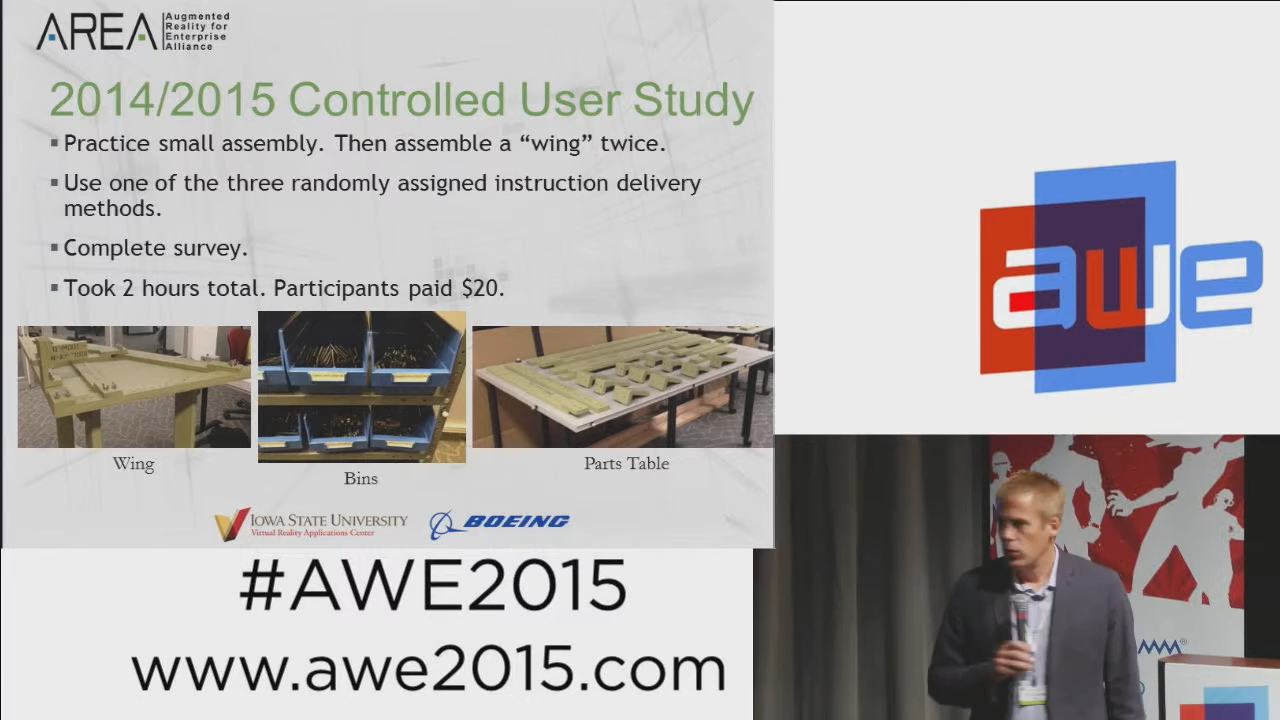 AREA
Augmented
Reality for
Enterprise
Alliance
2014/2015 Controlled User Study
Practice small assembly. Then assemble a “wing” twice.
Use one of the three randomly assigned instruction delivery
methods.
Complete survey.
Took 2 hours total. Participants paid $20.
Wing
Bins
Parts Table
IOWA STATE UNIVERSITY
Virtual Reality Applications Center
BOEING
#AWE2015
www.awe2015.com
awe